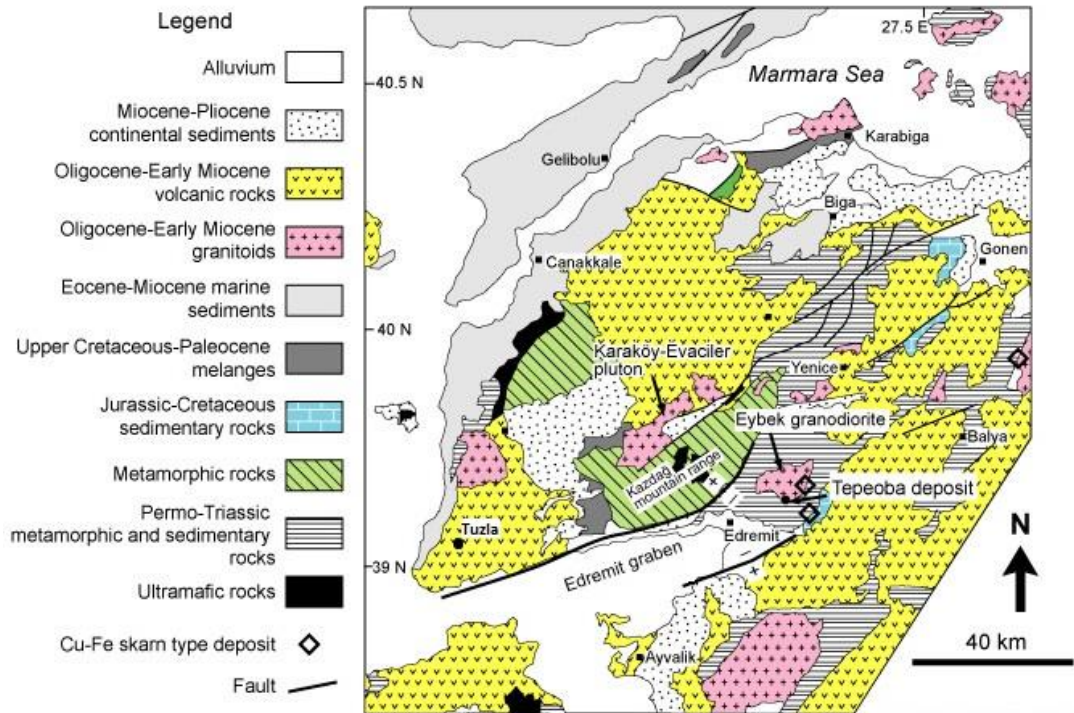 Legend
Alluvium
Miocene-Pliocene
continental sediments
Oligocene-Early Miocene
volcanic rocks
Oligocene-Early Miocene
granitoids
Eocene-Miocene marine
sediments
Upper Cretaceous-Paleocene
melanges
Jurassic-Cretaceous
sedimentary rocks
Metamorphic rocks
Permo-Triassic
metamorphic and sedimentary
rocks
Ultramafic rocks
Cu-Fe skarn type deposit
Fault
27.5 E
Marmara Sea
40.5 N
Karabiga
Gelibolu
Biga
Gonen
Canakkale
40 N
Karaköy-Evaciler
pluton
Yenice
Eybek granodiorite
Balya
Kazdağ
mountain range
+
Tepeoba deposit
Tuzla
Edremit
N
39 N
Edremit graben
+
40 km
Ayvalik